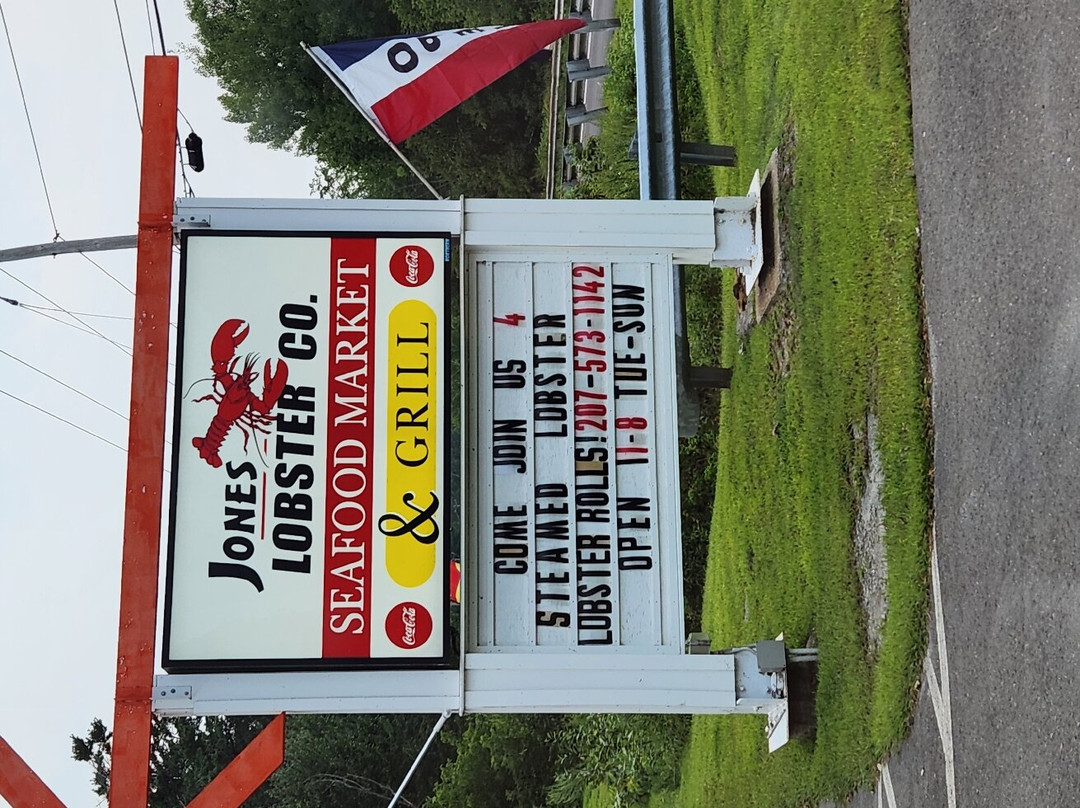 JONES
LOBSTER CO.
SEAFOOD MARKET
Coca-Cola & GRILL Coca-Cola
COME JOIN US 4
STEAMED LOBSTER
LOBSTER ROLLS! 207-573-1142
OPEN 11-8 TUE-SUN